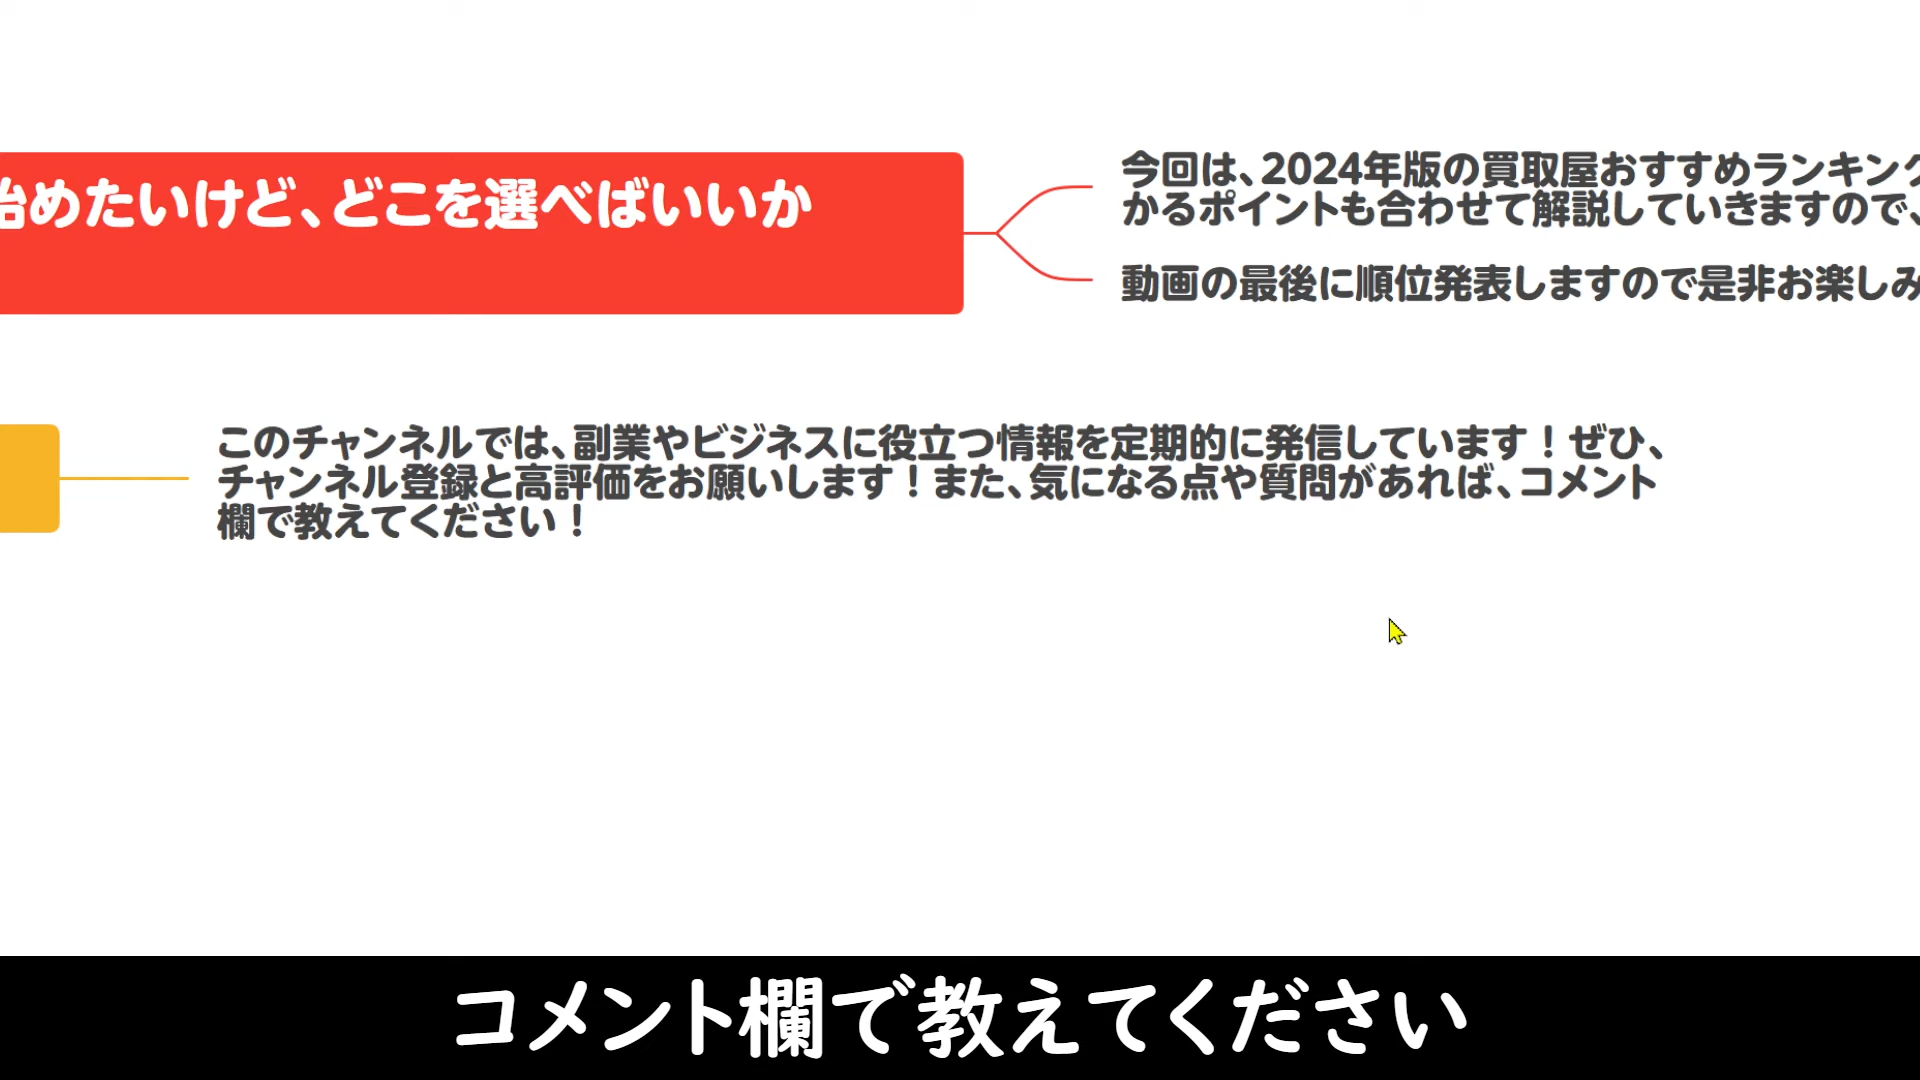 始めたいけど、どこを選べばいいか
今回は、2024年版の買取屋おすすめランキング
かるポイントも合わせて解説していきますので、
動画の最後に順位発表しますので是非お楽しみ
このチャンネルでは、副業やビジネスに役立つ情報を定期的に発信しています！ぜひ、
チャンネル登録と高評価をお願いします！また、気になる点や質問があれば、コメント
欄で教えてください！
コメント欄で教えてください